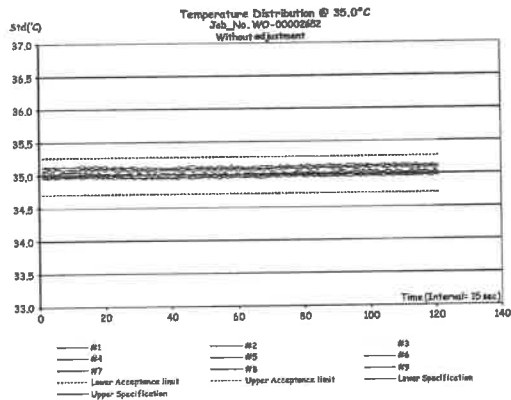 Temperature Distribution @ 35.0°C
Job_No. WO-00002652
Without adjustment
Std(°C)
37.0
36.5
36.0
35.5
35.0
34.5
34.0
33.5
33.0
0 20 40 60 80 100 120 140
Time (Interval= 15 sec)
#1 #2 #3
#4 #5 #6
#7 #8 #9
Lower Acceptance limit Upper Acceptance limit Lower Specification
Upper Specification